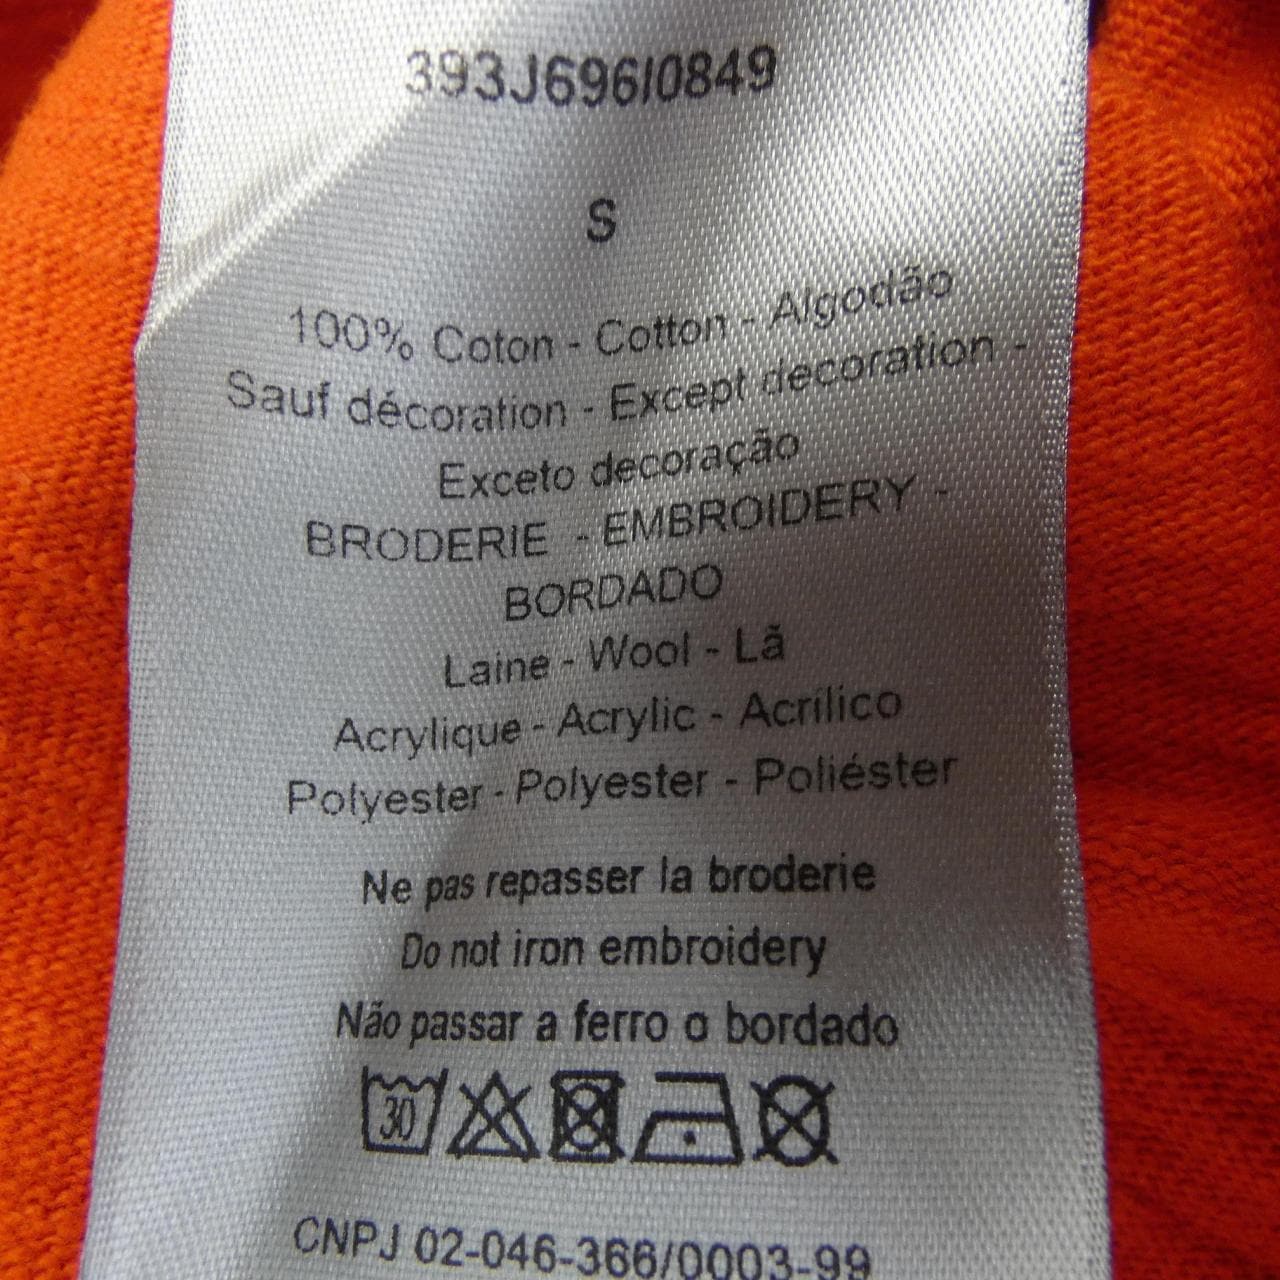 393J696/0849
S
100% Coton - Cotton - Algodão
Sauf décoration - Except decoration -
Exceto decoração
BRODERIE - EMBROIDERY -
BORDADO
Laine - Wool - Lã
Acrylique - Acrylic - Acrílico
Polyester - Polyester - Poliéster
Ne pas repasser la broderie
Do not iron embroidery
Não passar a ferro o bordado
30
CNPJ 02-046-366/0003-99